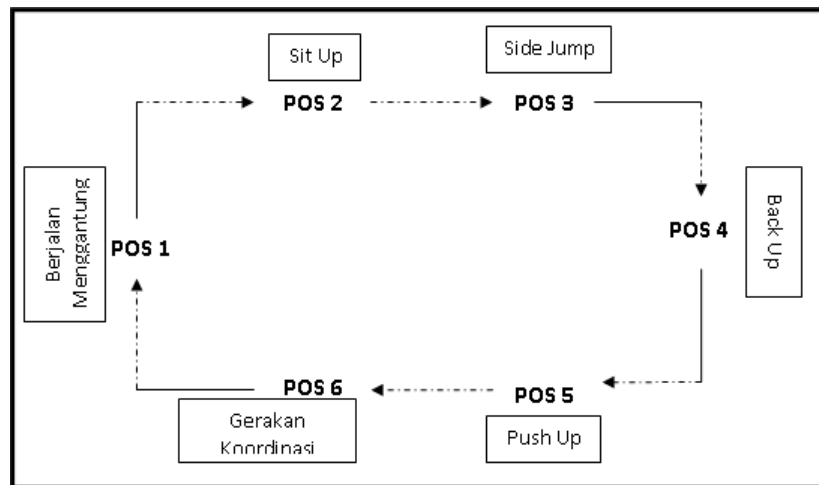 Sit Up
Side Jump
POS 2
POS 3
Berjalan
Menggantung
POS 1
POS 4
Back Up
POS 6
POS 5
Gerakan
Koordinasi
Push Up